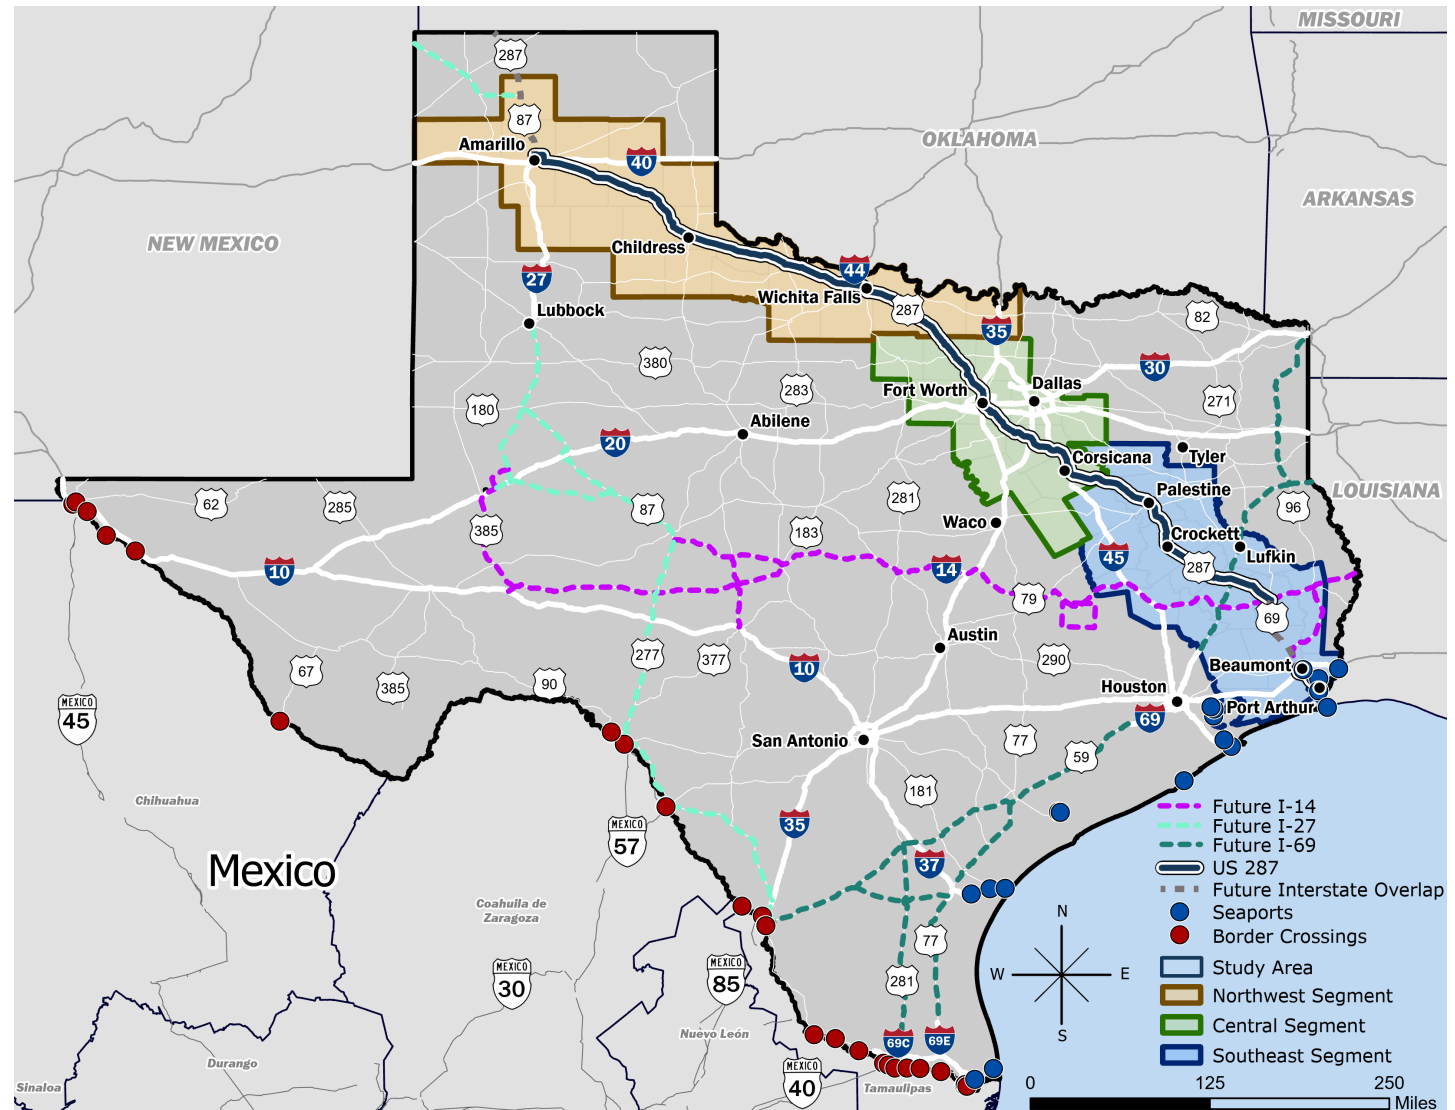 MISSOURI
287
87
OKLAHOMA
Amarillo
40
ARKANSAS
NEW MEXICO
Childress
27
44
Wichita Falls
287
Lubbock
35
82
380
30
283
Fort Worth
Dallas
180
271
Abilene
20
Corsicana
Tyler
Palestine
LOUISIANA
62
285
87
281
96
385
183
Waco
Crockett
45
Lufkin
10
14
287
79
69
Austin
277
377
10
290
Beaumont
67
385
90
Houston
Port Arthur
69
MEXICO
45
San Antonio
77
59
Chihuahua
181
35
MEXICO
57
37
Mexico
Coahuila de
Zaragoza
77
281
MEXICO
30
MEXICO
85
Nuevo León
69C
69E
Durango
Sinaloa
MEXICO
40
Tamaulipas
Future I-14
Future I-27
Future I-69
US 287
Future Interstate Overlap
Seaports
Border Crossings
Study Area
Northwest Segment
Central Segment
Southeast Segment
N
W
E
S
0
125
250
Miles